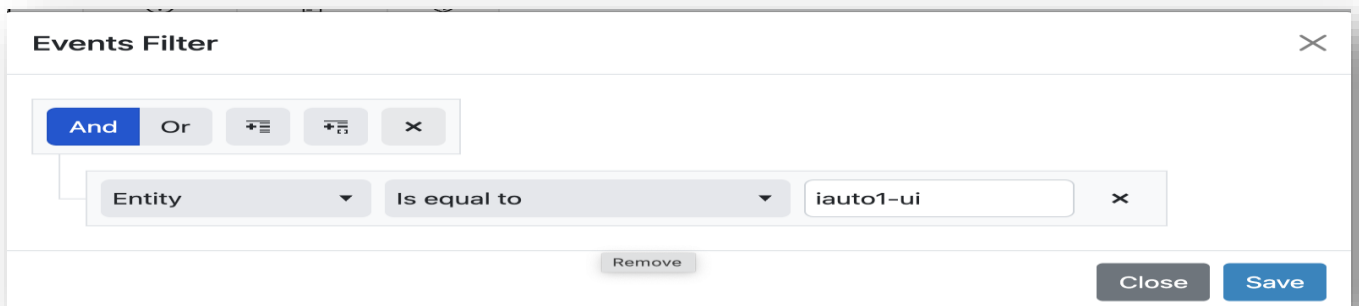 Events Filter
And Or
Entity Is equal to iauto1-ui
Remove
Close Save